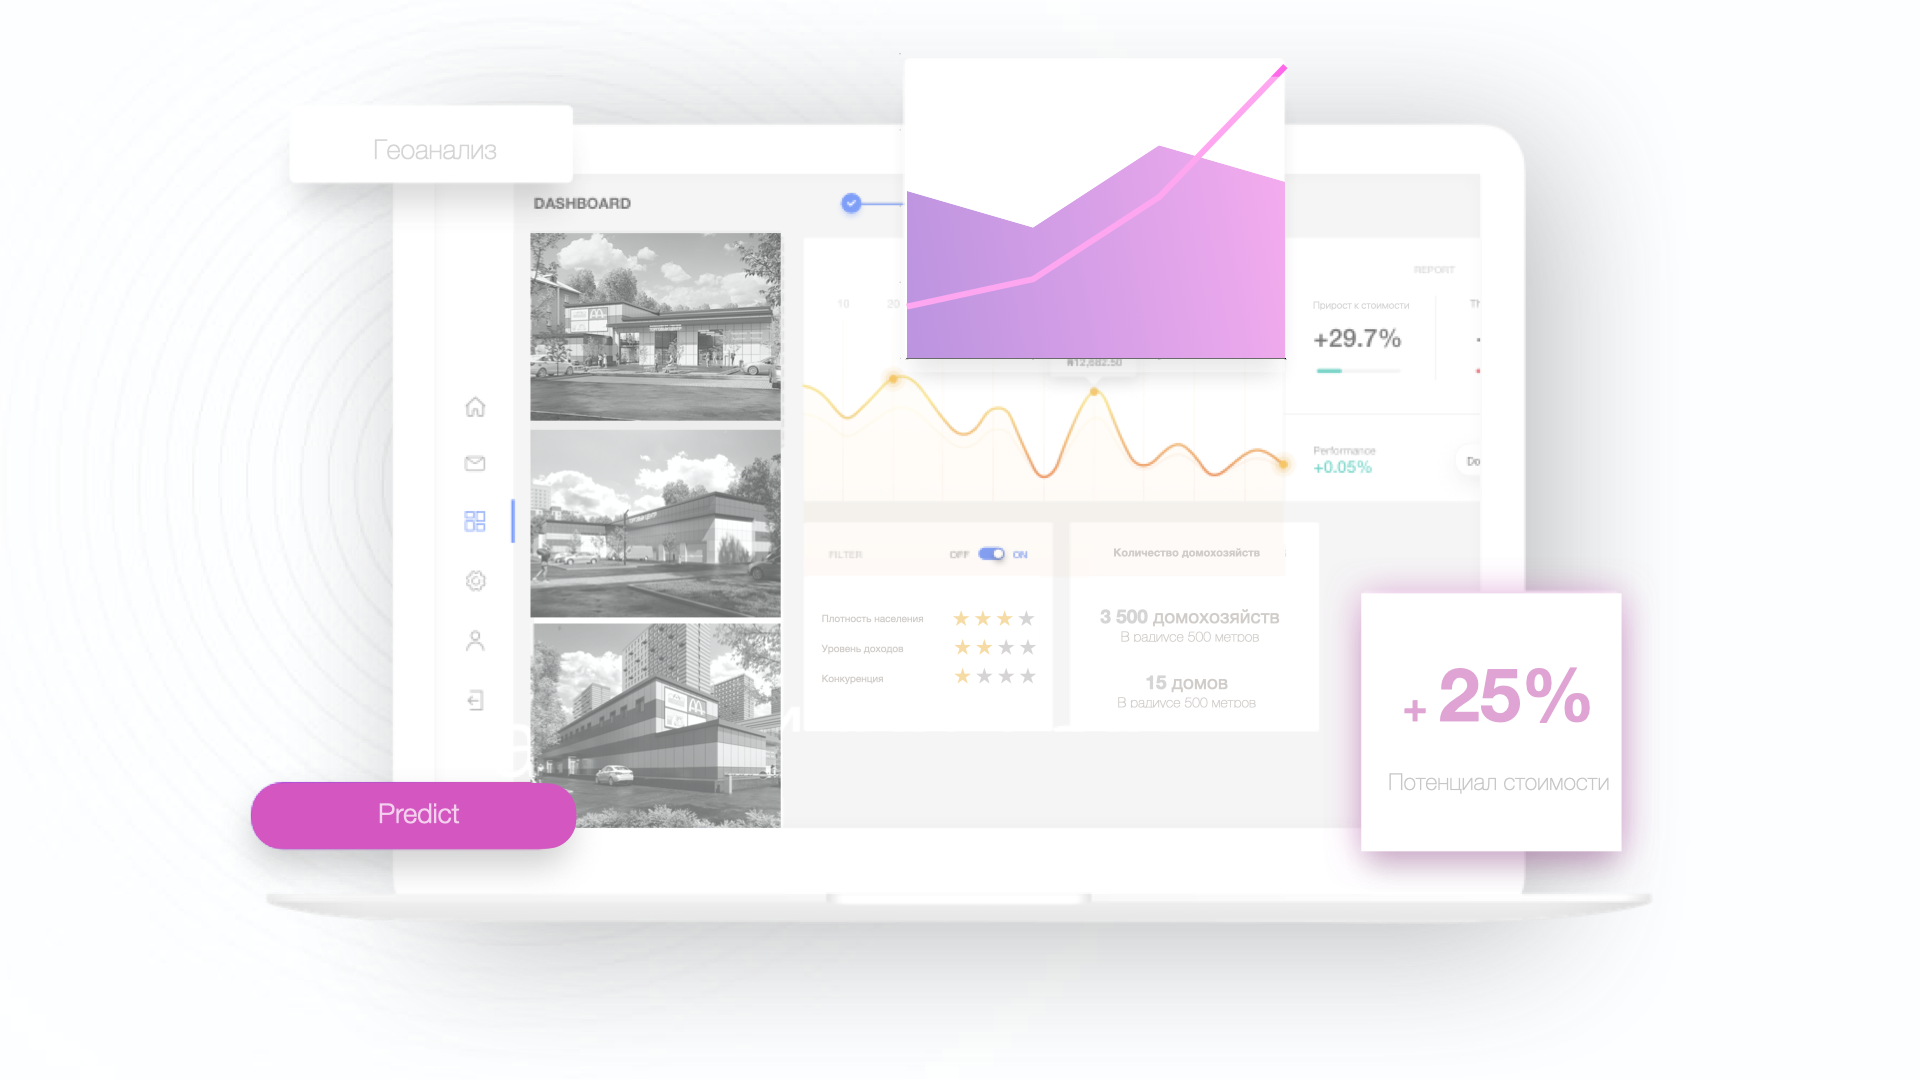 Геоанализ
DASHBOARD
10
20
REPORT
Прирост к стоимости
+29.7%
₦12,682.50
Performance
+0.05%
Do
FILTER
OFF
ON
Количество домохозяйств
Плотность населения
Уровень доходов
Конкуренция
3 500 домохозяйств
В радиусе 500 метров
15 домов
В радиусе 500 метров
+ 25%
Потенциал стоимости
Predict